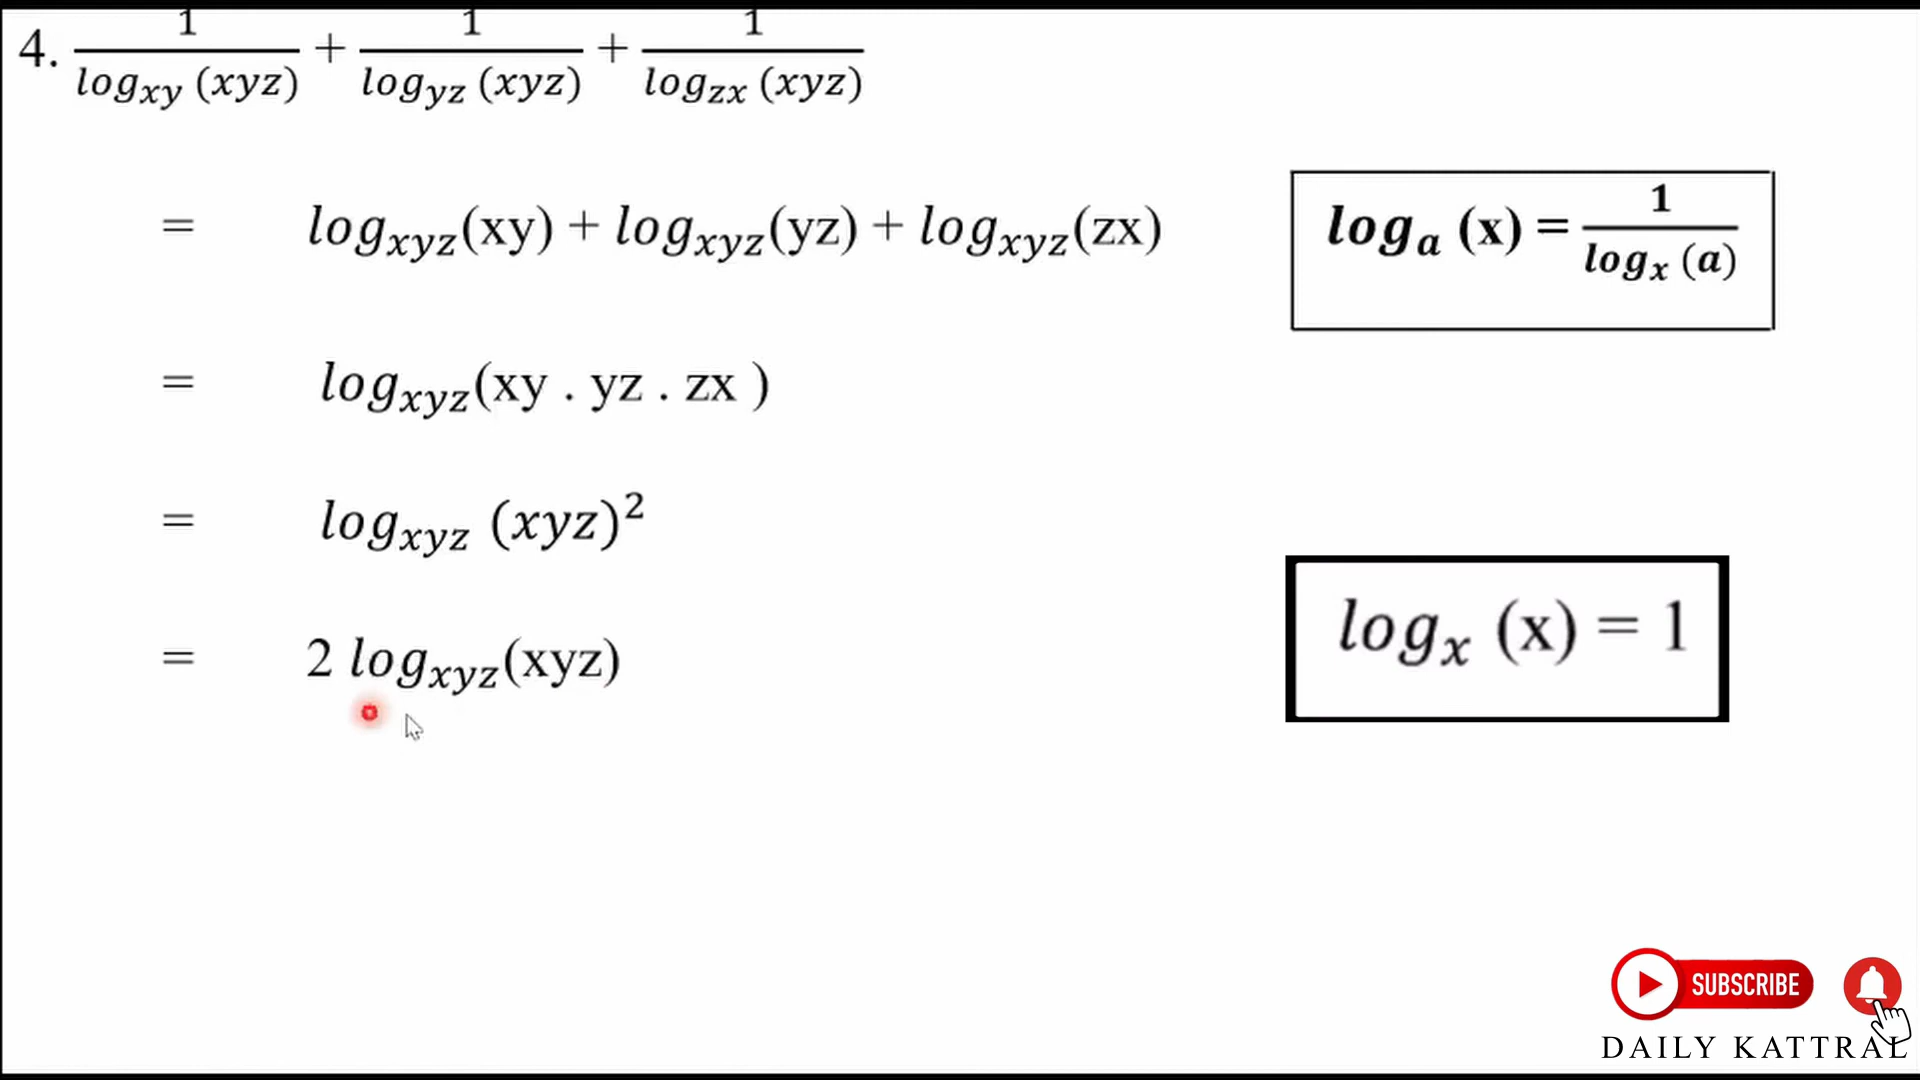 4. 1/log_xy (xyz) + 1/log_yz (xyz) + 1/log_zx (xyz)
= log_xyz(xy) + log_xyz(yz) + log_xyz(zx)
log_a (x) = 1/log_x (a)
= log_xyz(xy . yz . zx )
= log_xyz (xyz)²
log_x (x) = 1
= 2 log_xyz(xyz)
SUBSCRIBE
DAILY KATTRAL